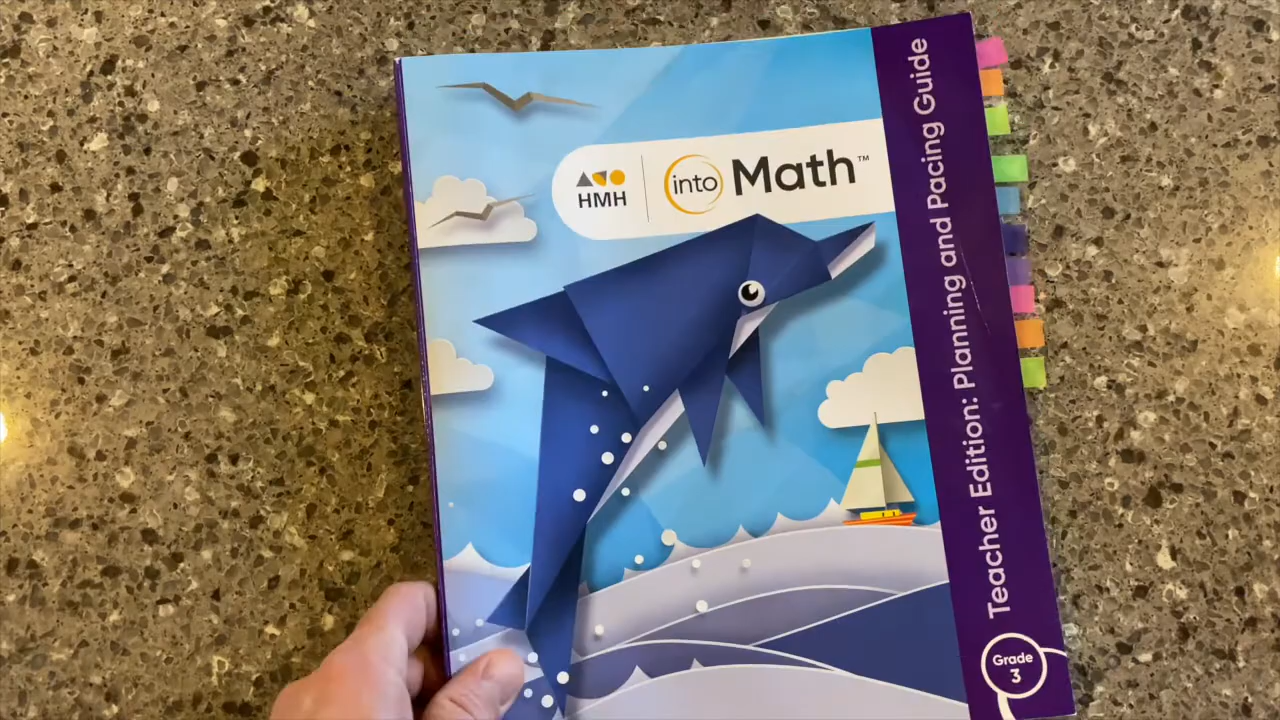 HMH
into Math™
Teacher Edition: Planning and Pacing Guide
Grade
3